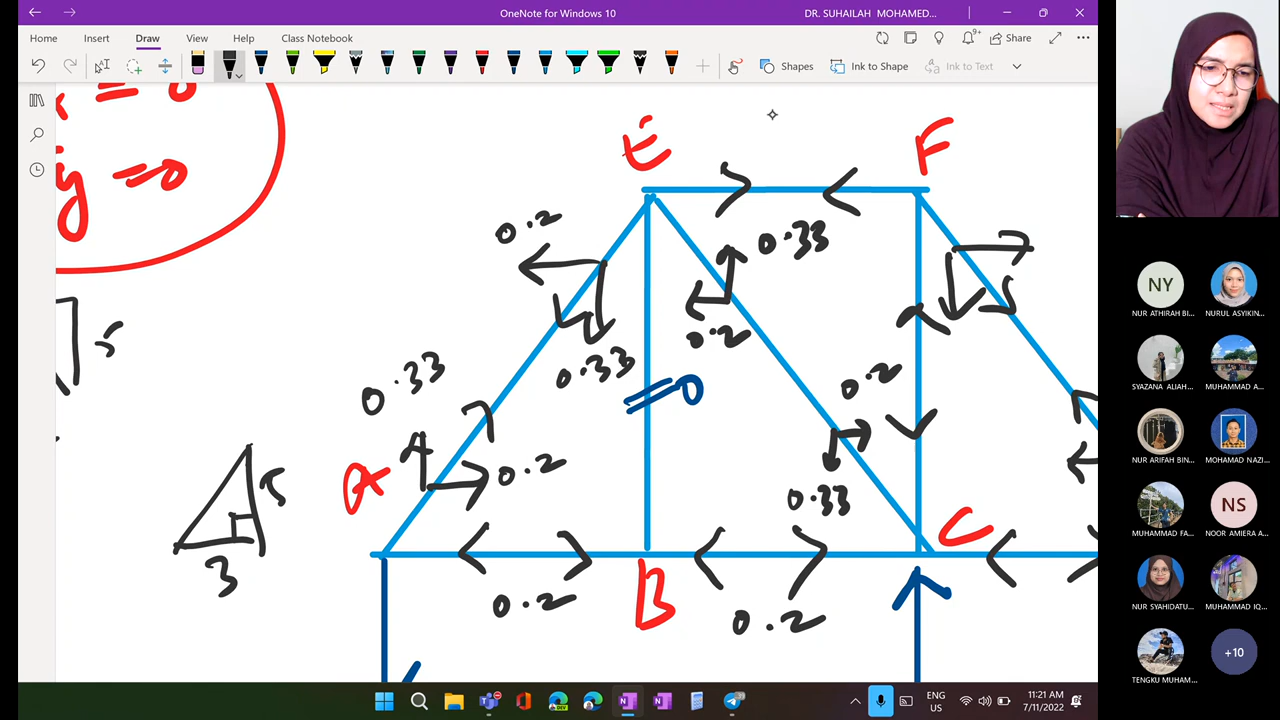 OneNote for Windows 10
DR. SUHAILAH MOHAMED...
Home Insert Draw View Help Class Notebook
9+
Share
Shapes
Ink to Shape
Ink to Text
= 0
y = 0
5
E
F
0.2
0.33
0.33
0.2
0.33
0.2
= 0
A
0.2
0.33
5
3
C
0.2
B
0.2
NY
NUR ATHIRAH BI...
NURUL ASYIKIN...
SYAZANA ALIAH...
MUHAMMAD A...
NUR ARIFAH BIN...
MOHAMAD NAZI...
MUHAMMAD FA...
NS
NOOR AMIERA A...
NUR SYAHIDATU...
MUHAMMAD IQ...
TENGKU MUHAM...
+10
ENG
US
11:21 AM
7/11/2022